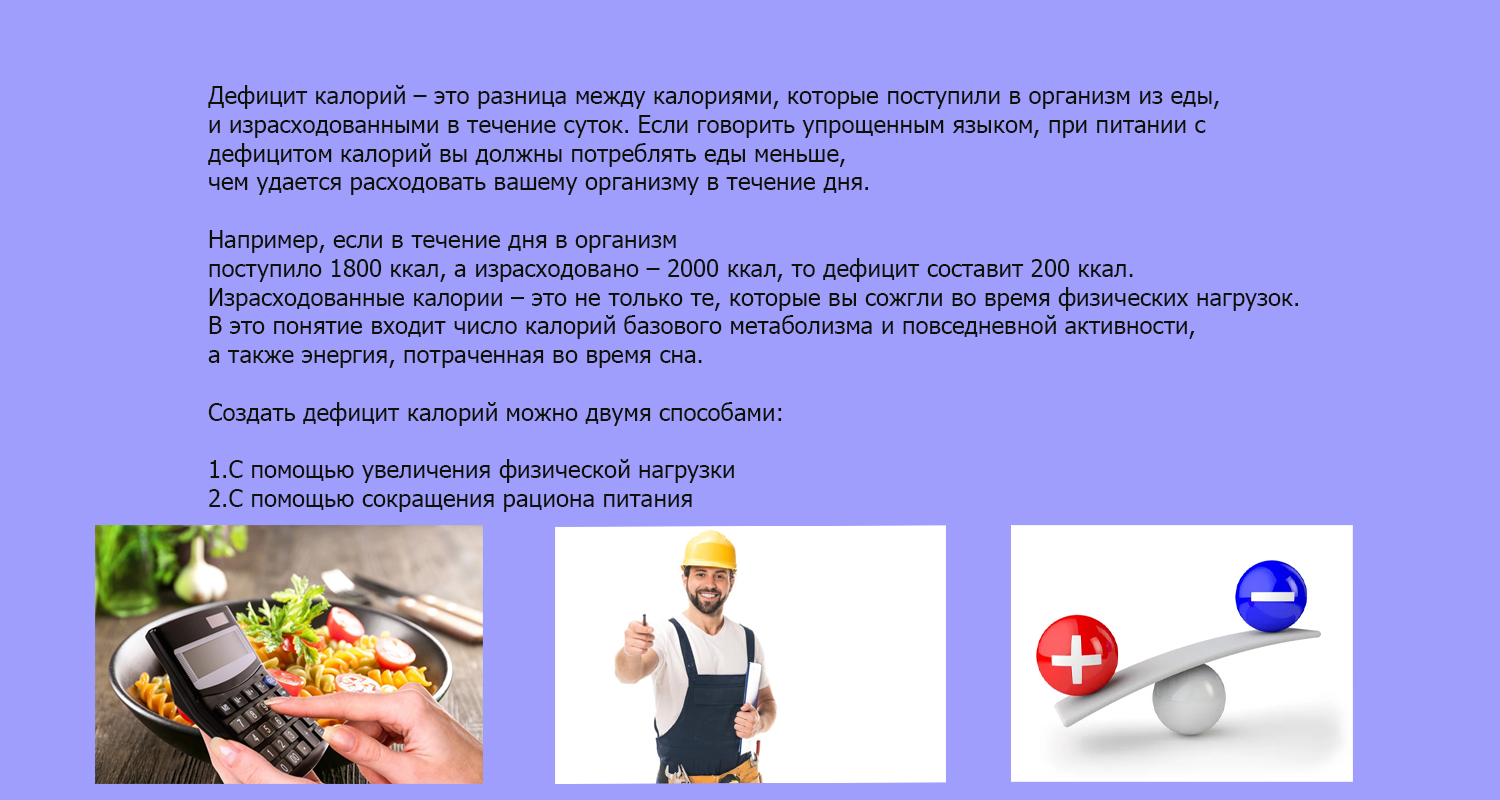 Дефицит калорий – это разница между калориями, которые поступили в организм из еды,
и израсходованными в течение суток. Если говорить упрощенным языком, при питании с
дефицитом калорий вы должны потреблять еды меньше,
чем удается расходовать вашему организму в течение дня.
Например, если в течение дня в организм
поступило 1800 ккал, а израсходовано – 2000 ккал, то дефицит составит 200 ккал.
Израсходованные калории – это не только те, которые вы сожгли во время физических нагрузок.
В это понятие входит число калорий базового метаболизма и повседневной активности,
а также энергия, потраченная во время сна.
Создать дефицит калорий можно двумя способами:
1.С помощью увеличения физической нагрузки
2.С помощью сокращения рациона питания